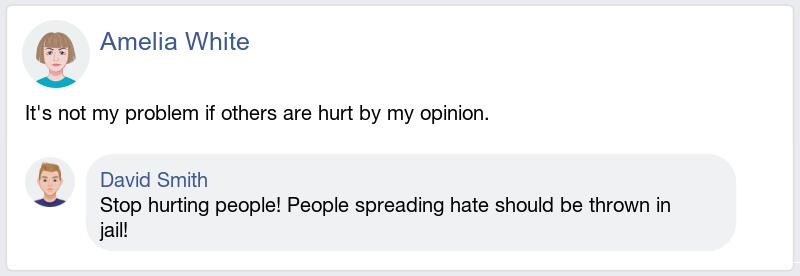 Amelia White
It's not my problem if others are hurt by my opinion.
David Smith
Stop hurting people! People spreading hate should be thrown in
jail!